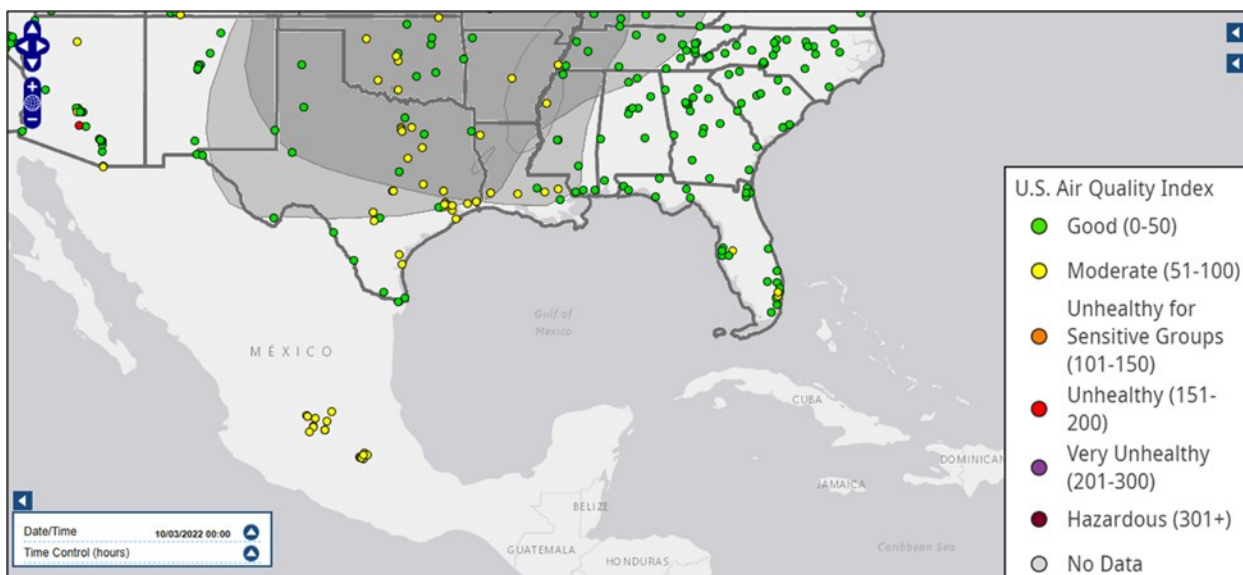 U.S. Air Quality Index
Good (0-50)
Moderate (51-100)
Unhealthy for
Sensitive Groups
(101-150)
Unhealthy (151-
200)
Very Unhealthy
(201-300)
Hazardous (301+)
No Data
Gulf of
Mexico
MÉXICO
CUBA
DOMINICAN
JAMAICA
BELIZE
GUATEMALA
HONDURAS
Caribbean Sea
Date/Time 10/03/2022 00:00
Time Control (hours)